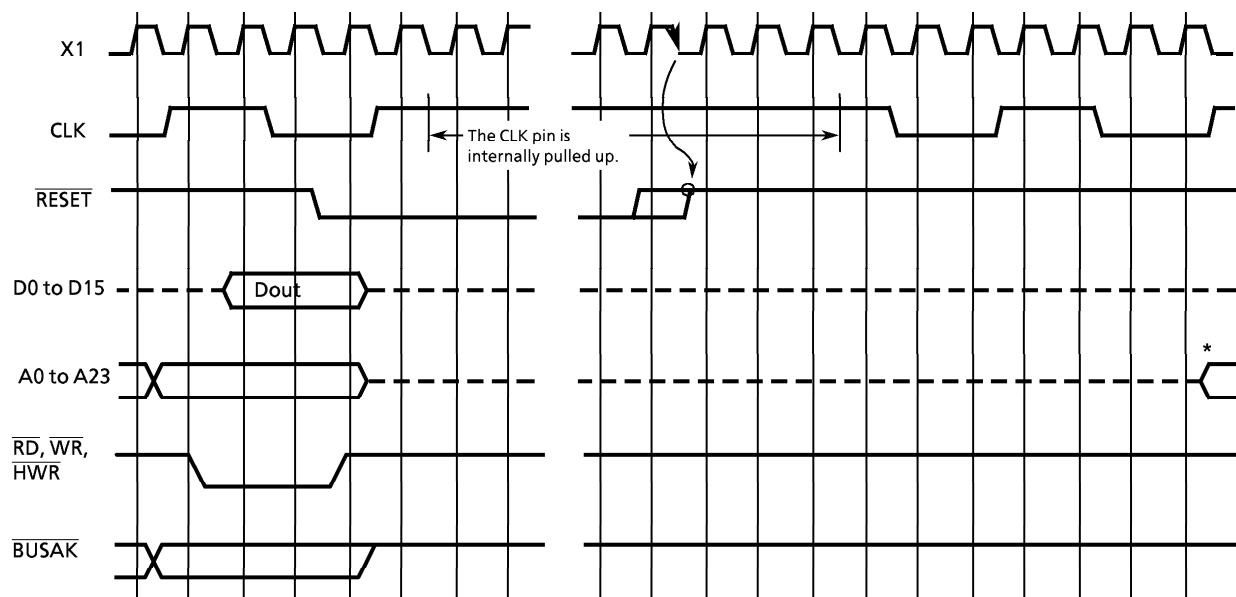 X1
CLK
The CLK pin is
internally pulled up.
RESET
D0 to D15
Dout
*
A0 to A23
RD, WR,
HWR
BUSAK